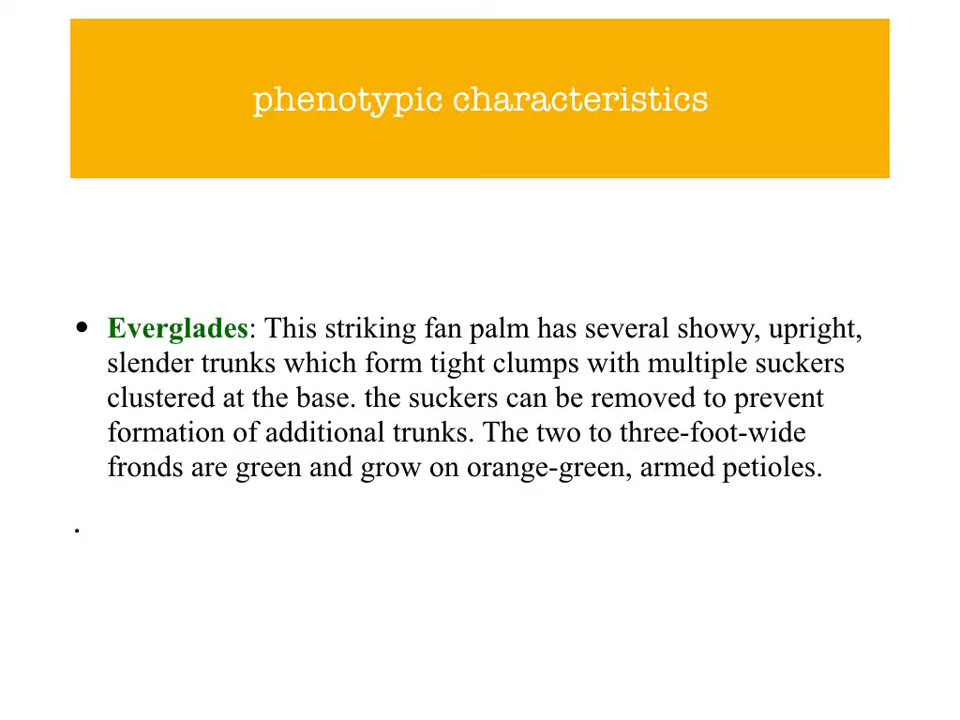 phenotypic characteristics
• Everglades: This striking fan palm has several showy, upright,
slender trunks which form tight clumps with multiple suckers
clustered at the base. the suckers can be removed to prevent
formation of additional trunks. The two to three-foot-wide
fronds are green and grow on orange-green, armed petioles.
.